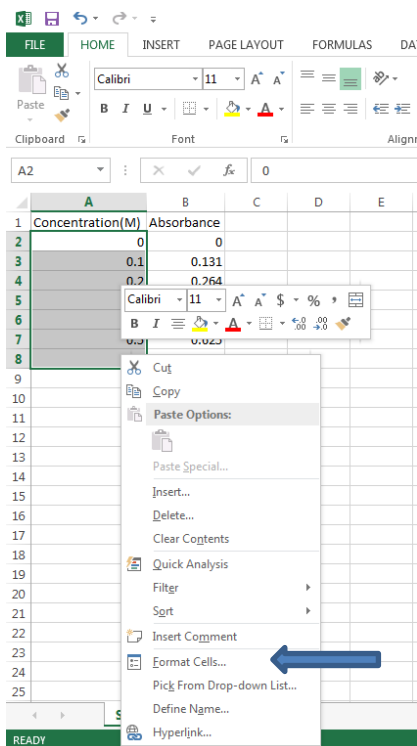 FILE HOME INSERT PAGE LAYOUT FORMULAS DA
Calibri 11 A A
Paste B I U A
Clipboard Font Alignr
A2 fx 0
A B C D E
1 Concentration(M) Absorbance
2 0 0
3 0.1 0.131
4 0.2 0.264
5 Calibri 11 A A $ % ,
6 B I A .00 .00
7
8
9 Cut
10 Copy
11 Paste Options:
12
13 Paste Special...
14
15 Insert...
16 Delete...
17 Clear Contents
18 Quick Analysis
19 Filter
20
21 Sort
22 Insert Comment
23 Format Cells...
24 Pick From Drop-down List...
25 Define Name...
S
READY Hyperlink...